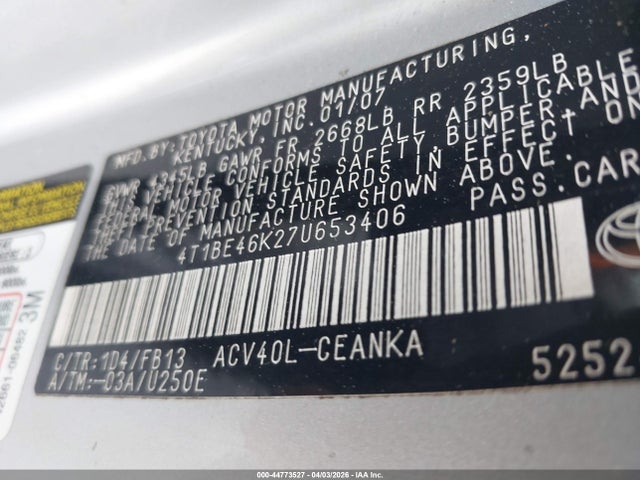 MFD. BY: TOYOTA MOTOR MANUFACTURING,
KENTUCKY, INC. 01/07
GVWR 4345LB GAWR FR 2668LB RR 2359LB
THIS VEHICLE CONFORMS TO ALL APPLICABLE
FEDERAL MOTOR VEHICLE SAFETY, BUMPER, AND
THEFT PREVENTION STANDARDS IN EFFECT ON
THE DATE OF MANUFACTURE SHOWN ABOVE.
4T1BE46K27U653406 PASS.CAR
C/TR: 1D4/FB13 ACV40L-CEANKA
A/TM:-03A/U250E
5252
3M
06482
000-44773527 - 04/03/2026 - IAA Inc.